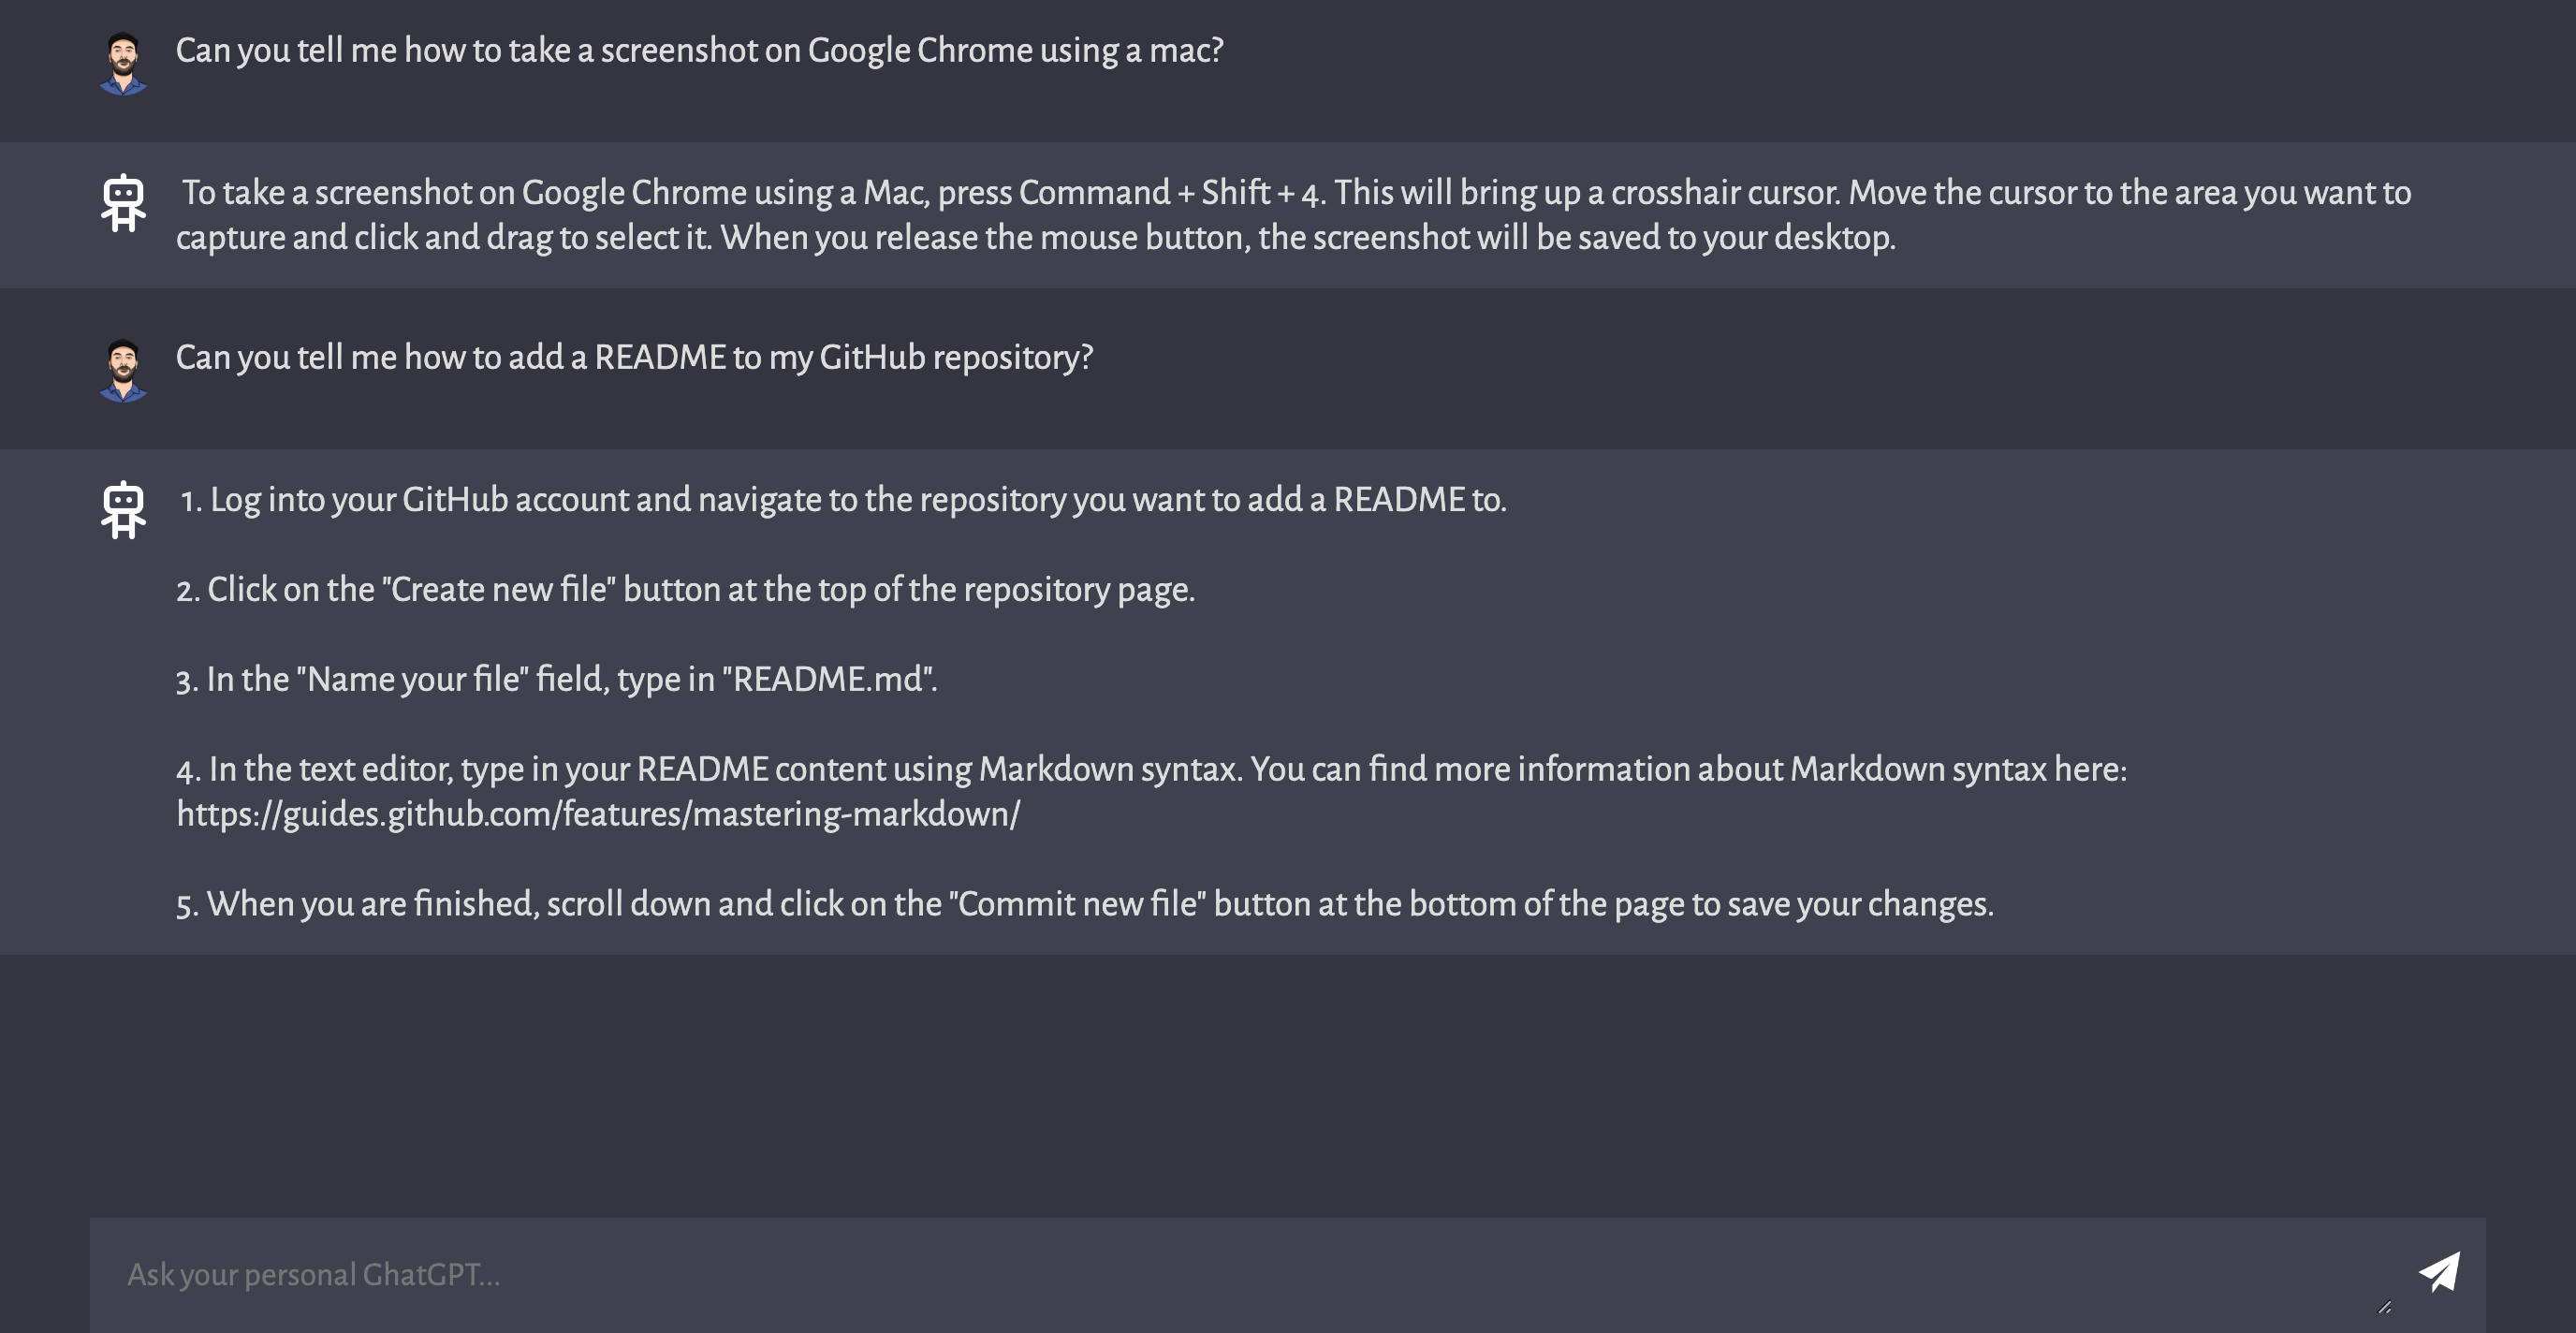 Can you tell me how to take a screenshot on Google Chrome using a mac?
To take a screenshot on Google Chrome using a Mac, press Command + Shift + 4. This will bring up a crosshair cursor. Move the cursor to the area you want to
capture and click and drag to select it. When you release the mouse button, the screenshot will be saved to your desktop.
Can you tell me how to add a README to my GitHub repository?
1. Log into your GitHub account and navigate to the repository you want to add a README to.
2. Click on the "Create new file" button at the top of the repository page.
3. In the "Name your file" field, type in "README.md".
4. In the text editor, type in your README content using Markdown syntax. You can find more information about Markdown syntax here:
https://guides.github.com/features/mastering-markdown/
5. When you are finished, scroll down and click on the "Commit new file" button at the bottom of the page to save your changes.
Ask your personal GhatGPT...